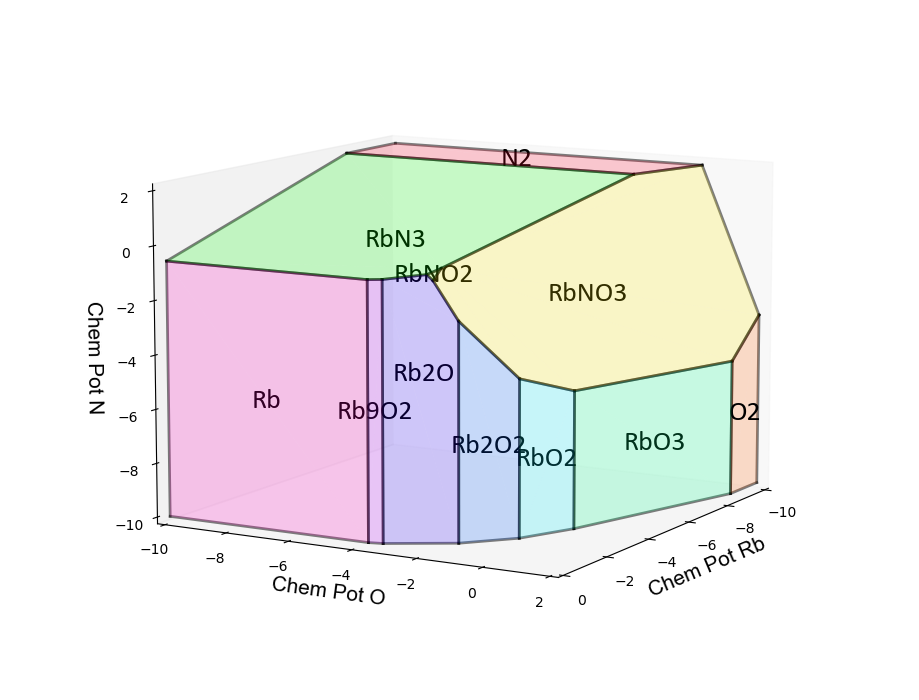 N2
RbN3
RbNO2
RbNO3
Rb2O
Rb
Rb9O2
O2
RbO3
Rb2O2
RbO2
Chem Pot N
2
0
−2
−4
−6
−8
−10
Chem Pot O
−10
−8
−6
−4
−2
0
2
Chem Pot Rb
0
−2
−4
−6
−8
−10